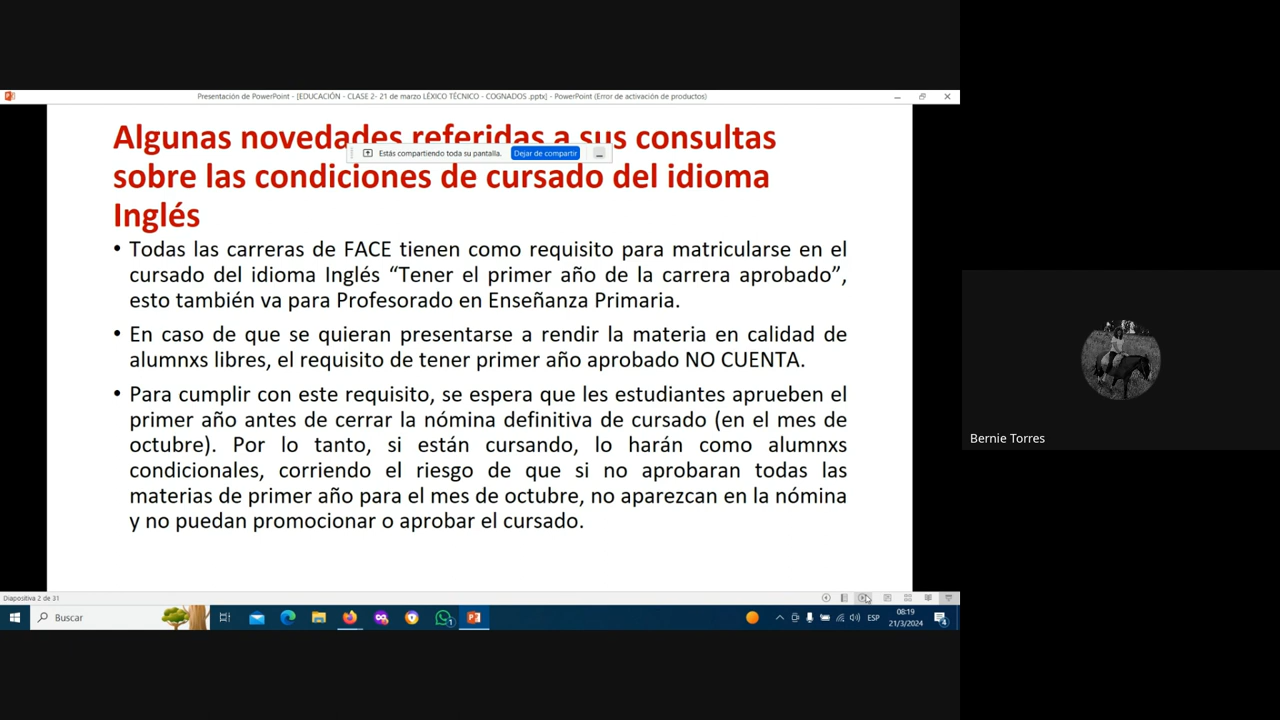 Presentación de PowerPoint - [EDUCACIÓN - CLASE 2- 21 de marzo LÉXICO TÉCNICO - COGNADOS .pptx] - PowerPoint (Error de activación de productos)
Algunas novedades referidas a sus consultas
Estás compartiendo toda su pantalla. Dejar de compartir
sobre las condiciones de cursado del idioma
Inglés
• Todas las carreras de FACE tienen como requisito para matricularse en el
cursado del idioma Inglés “Tener el primer año de la carrera aprobado”,
esto también va para Profesorado en Enseñanza Primaria.
• En caso de que se quieran presentarse a rendir la materia en calidad de
alumnxs libres, el requisito de tener primer año aprobado NO CUENTA.
• Para cumplir con este requisito, se espera que les estudiantes aprueben el
primer año antes de cerrar la nómina definitiva de cursado (en el mes de
octubre). Por lo tanto, si están cursando, lo harán como alumnxs
condicionales, corriendo el riesgo de que si no aprobaran todas las
materias de primer año para el mes de octubre, no aparezcan en la nómina
y no puedan promocionar o aprobar el cursado.
Bernie Torres
Diapositiva 2 de 31
Buscar
1
ESP
08:19
21/3/2024
4